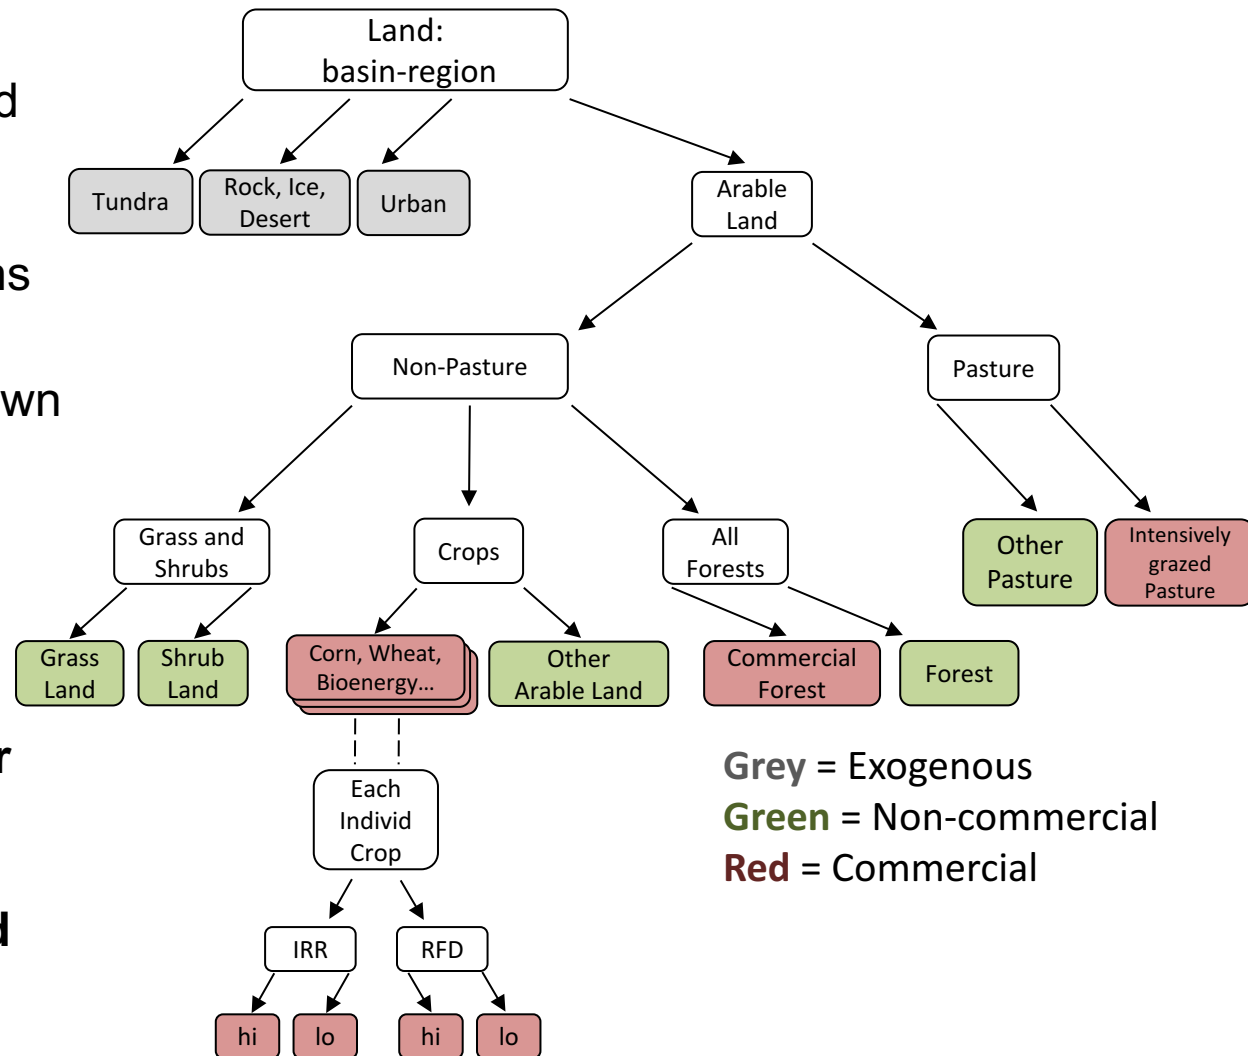 Land:
basin-region
d
Tundra
Rock, Ice,
Desert
Urban
Arable
Land
ns
Non-Pasture
Pasture
wn
Grass and
Shrubs
Crops
All
Forests
Other
Pasture
Intensively
grazed
Pasture
Grass
Land
Shrub
Land
Corn, Wheat,
Bioenergy...
Other
Arable Land
Commercial
Forest
Forest
r
Each
Individ
Crop
Grey = Exogenous
Green = Non-commercial
Red = Commercial
d
IRR
RFD
hi
lo
hi
lo